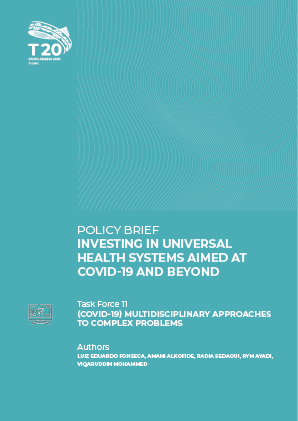 T20
SAUDI ARABIA 2020
THINK
POLICY BRIEF
INVESTING IN UNIVERSAL
HEALTH SYSTEMS AIMED AT
COVID-19 AND BEYOND
Task Force 11
(COVID-19) MULTIDISCIPLINARY APPROACHES
TO COMPLEX PROBLEMS
Authors
LUIZ EDUARDO FONSECA, AMANI ALKOFIDE, RADIA SEDAOUI, RYM AYADI,
VIQARUDDIN MOHAMMED